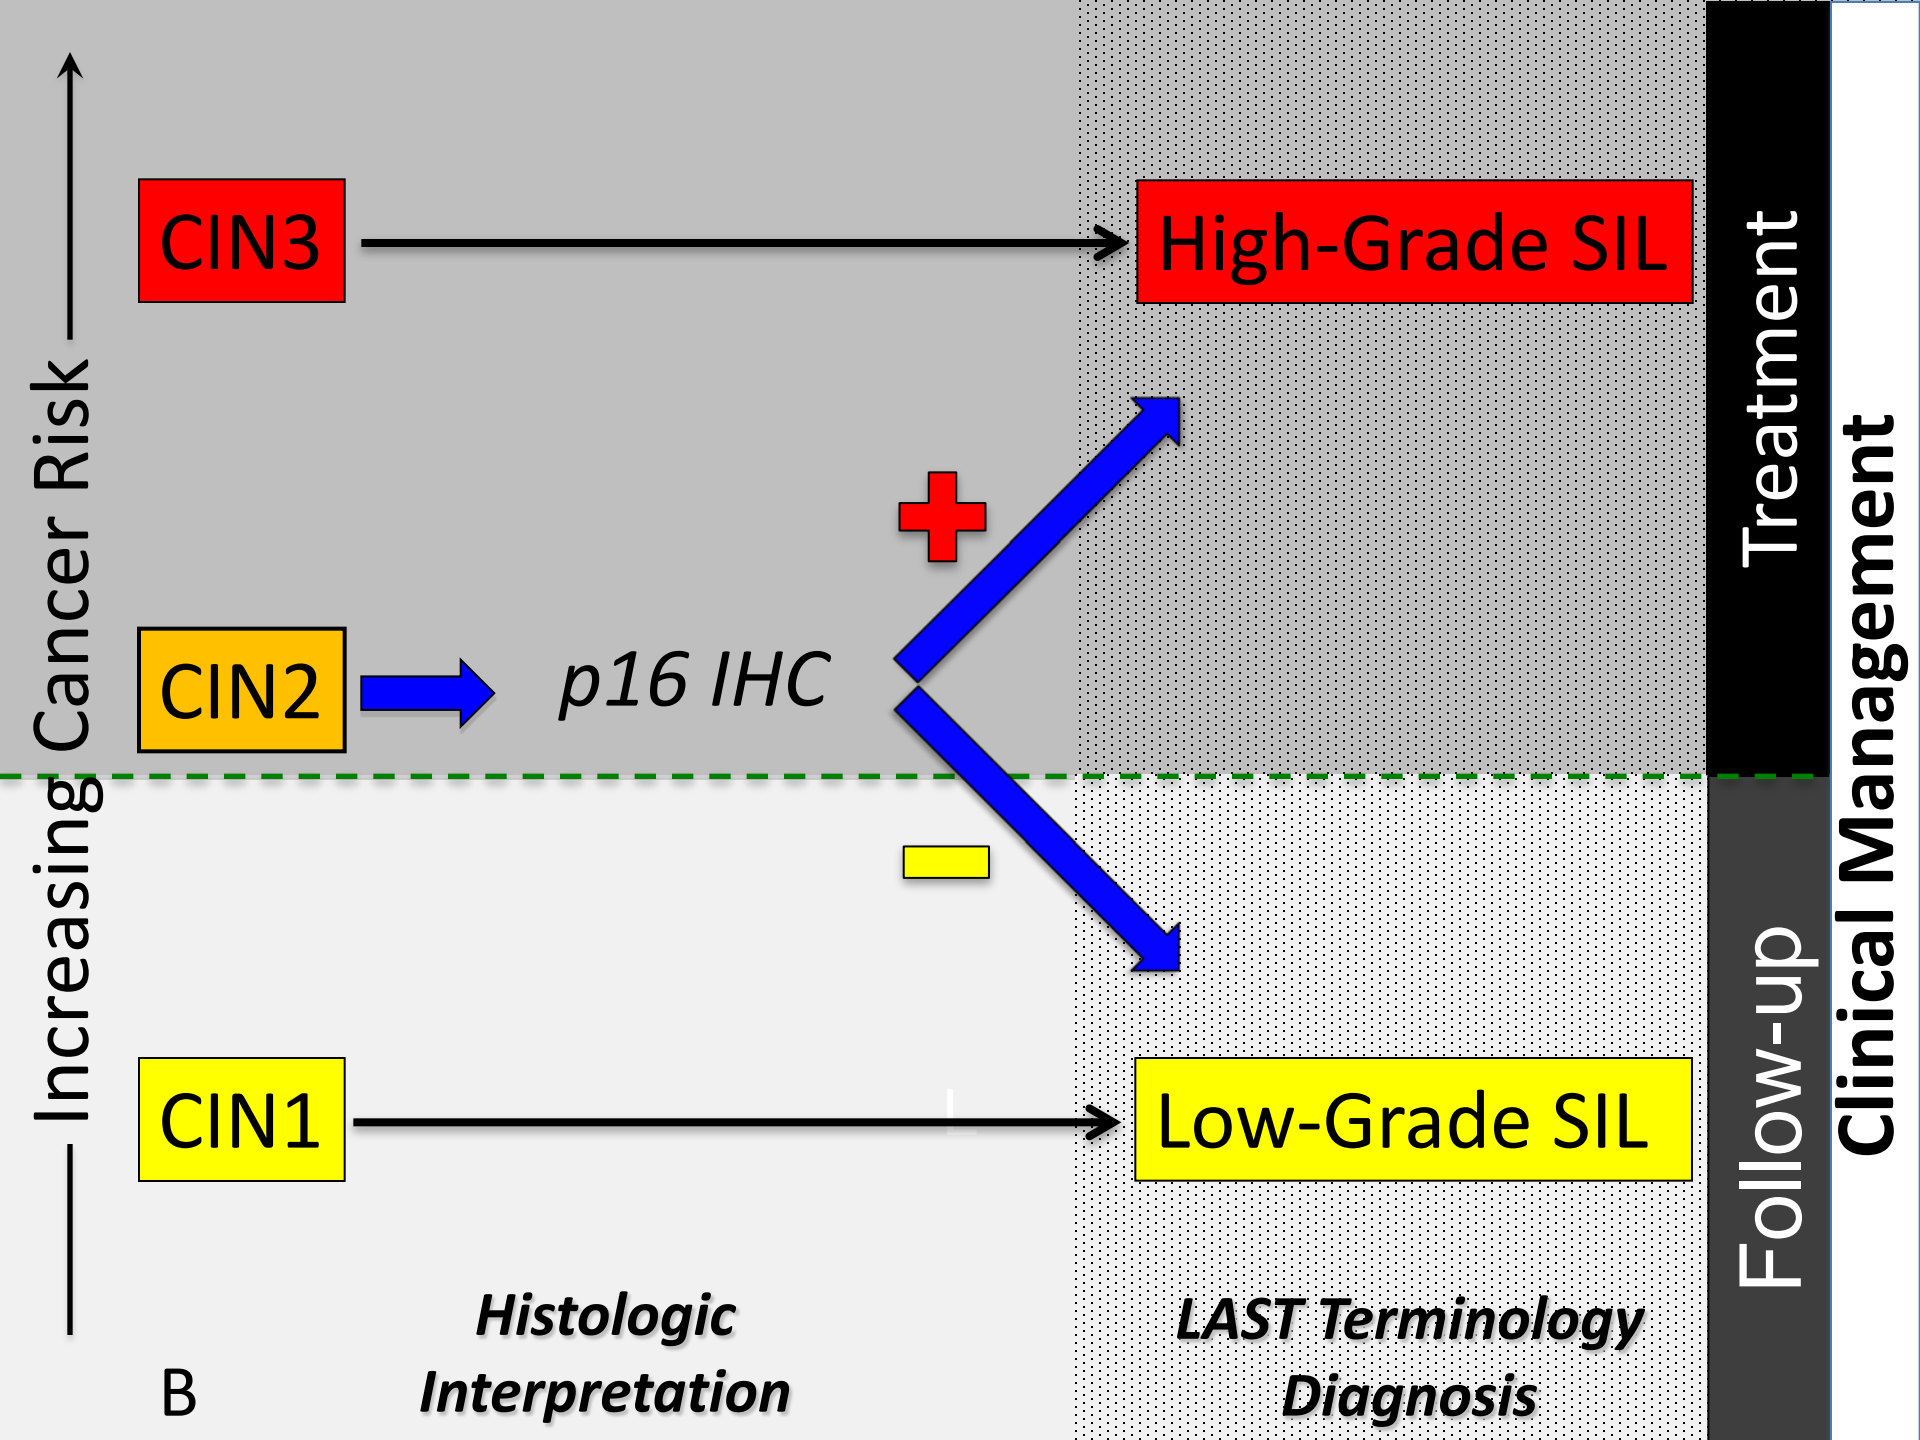 Increasing Cancer Risk
CIN3
High-Grade SIL
CIN2
p16 IHC
CIN1
L
Low-Grade SIL
Histologic
Interpretation
LAST Terminology
Diagnosis
B
Treatment
Follow-up
Clinical Management